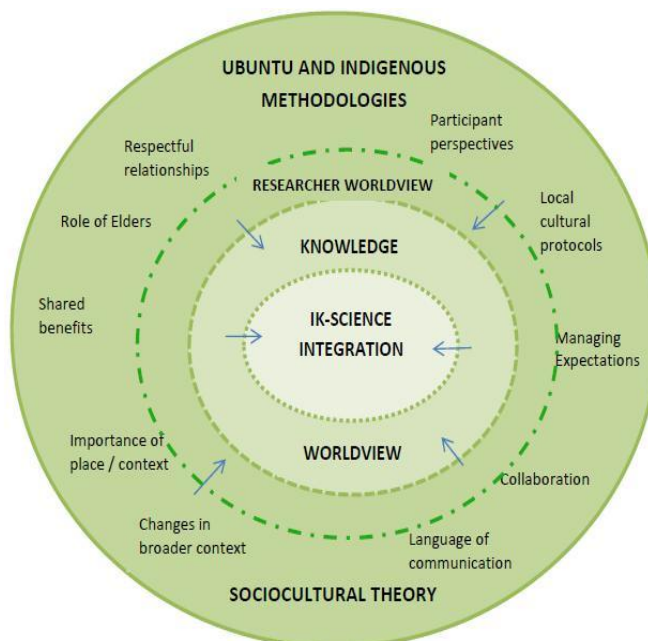 UBUNTU AND INDIGENOUS
METHODOLOGIES
Participant
perspectives
Respectful
relationships
RESEARCHER WORLDVIEW
Local
cultural
protocols
Role of Elders
KNOWLEDGE
Shared
benefits
IK-SCIENCE
INTEGRATION
Managing
Expectations
Importance of
place / context
WORLDVIEW
Collaboration
Changes in
broader context
Language of
communication
SOCIOCULTURAL THEORY